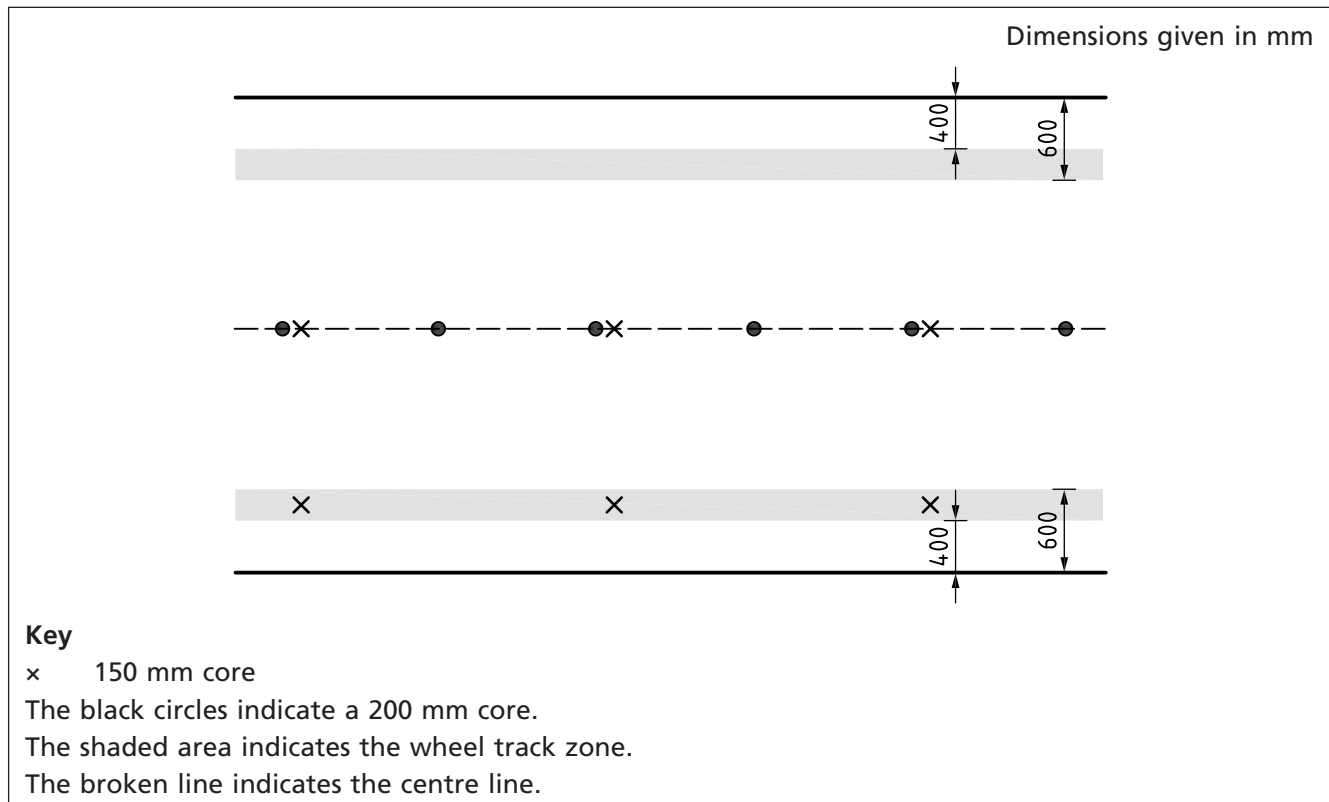 Dimensions given in mm
400
600
400
600
Key
× 150 mm core
The black circles indicate a 200 mm core.
The shaded area indicates the wheel track zone.
The broken line indicates the centre line.